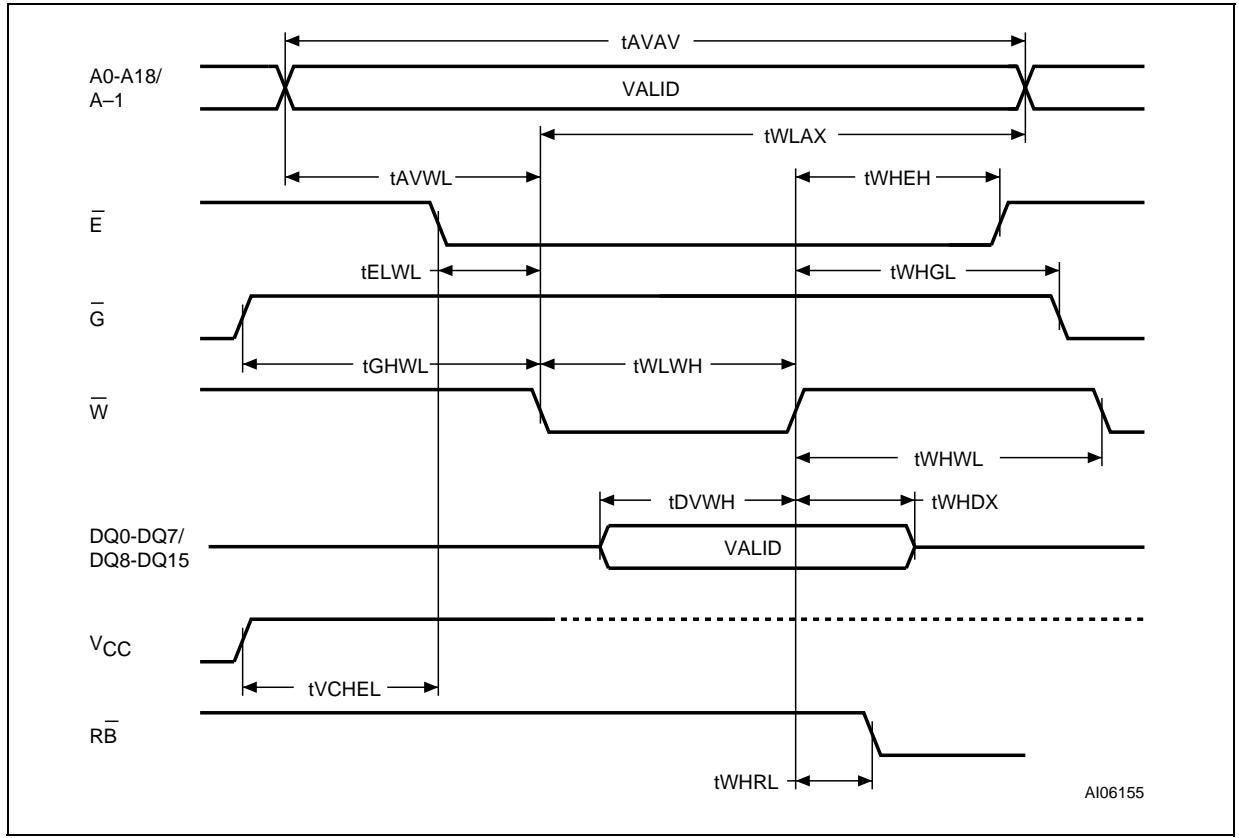 tAVAV
A0-A18/
A–1
VALID
tWLAX
tAVWL
tWHEH
E̅
tELWL
tWHGL
G̅
tGHWL
tWLWH
W̅
tWHWL
tDVWH
tWHDX
DQ0-DQ7/
DQ8-DQ15
VALID
VCC
tVCHEL
RB̅
tWHRL
AI06155